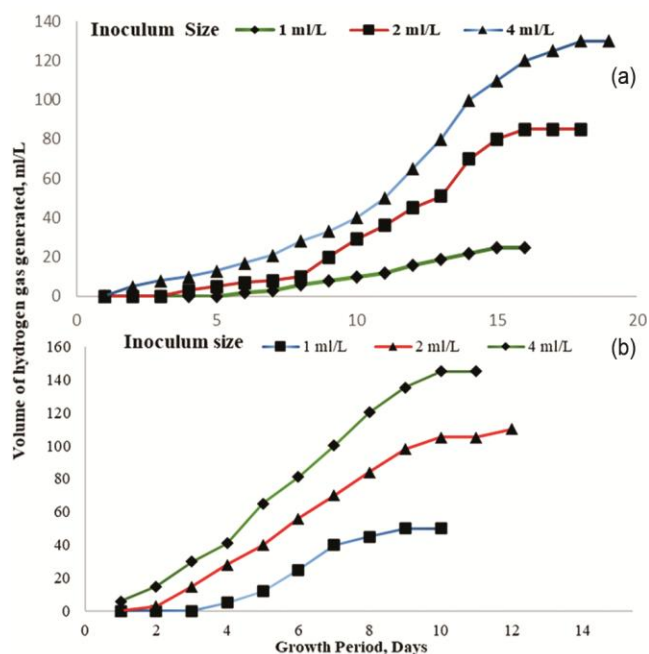 Inoculum Size 1 ml/L 2 ml/L 4 ml/L
(a)
140
120
100
80
60
40
20
0
0 5 10 15 20
Volume of hydrogen gas generated, ml/L
Inoculum size 1 ml/L 2 ml/L 4 ml/L
(b)
160
140
120
100
80
60
40
20
0
0 2 4 6 8 10 12 14
Growth Period, Days